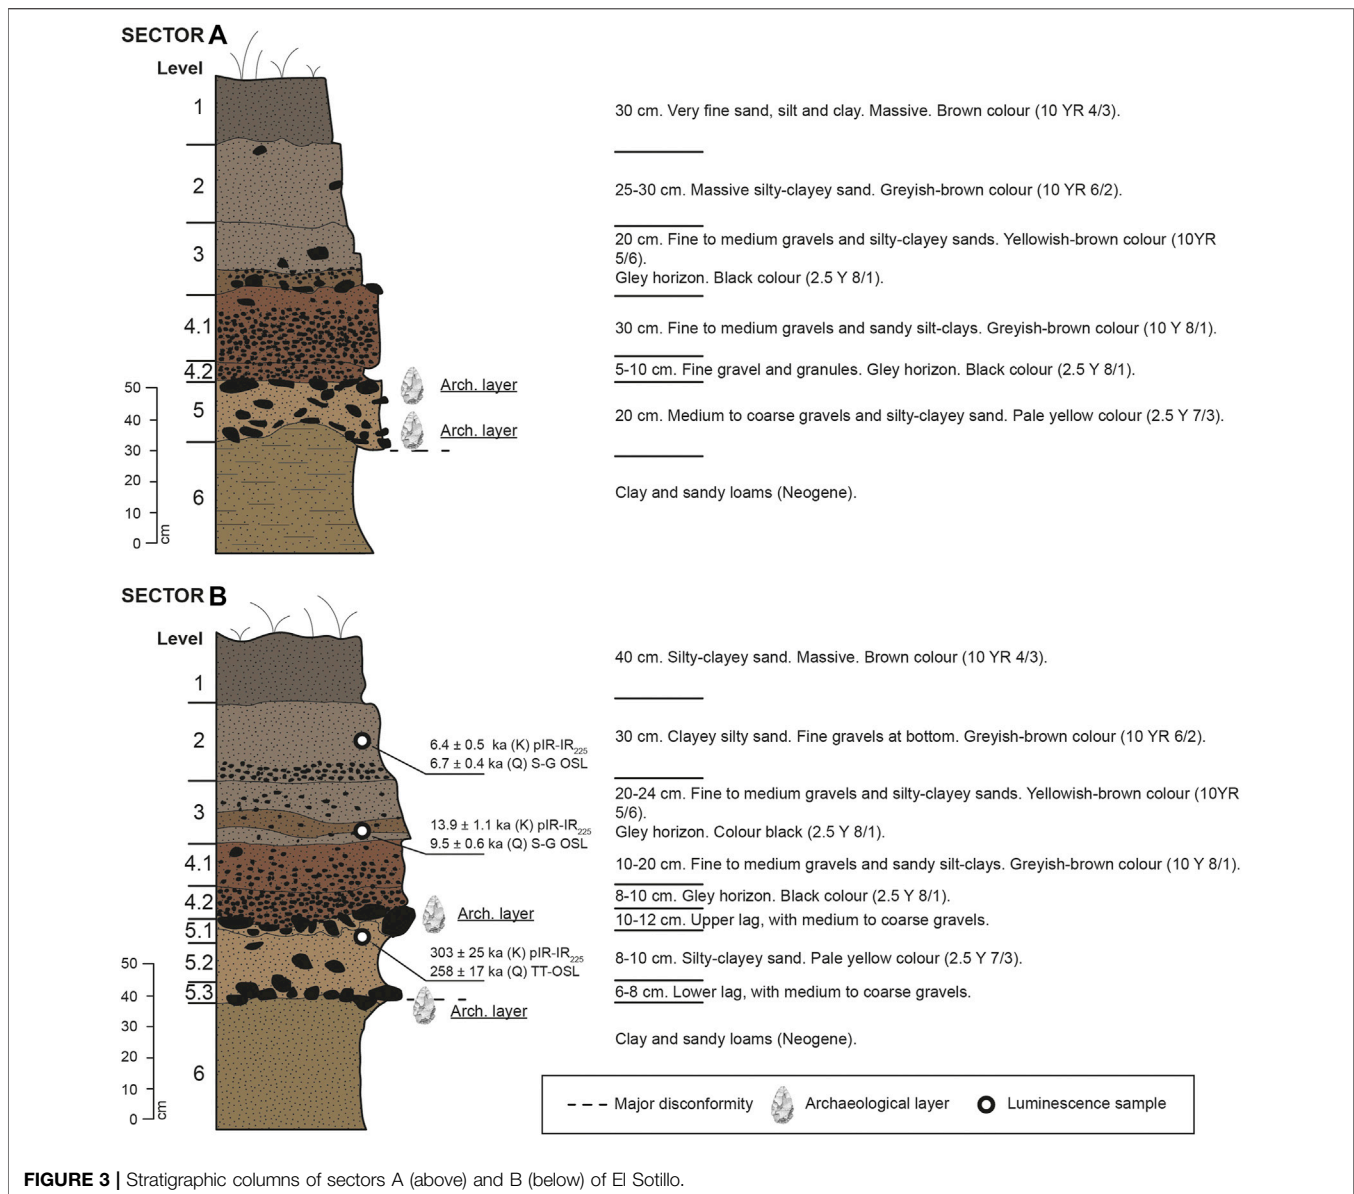 SECTOR A
Level
1
30 cm. Very fine sand, silt and clay. Massive. Brown colour (10 YR 4/3).
2
25-30 cm. Massive silty-clayey sand. Greyish-brown colour (10 YR 6/2).
3
20 cm. Fine to medium gravels and silty-clayey sands. Yellowish-brown colour (10YR
5/6).
Gley horizon. Black colour (2.5 Y 8/1).
4.1
30 cm. Fine to medium gravels and sandy silt-clays. Greyish-brown colour (10 Y 8/1).
4.2
5-10 cm. Fine gravel and granules. Gley horizon. Black colour (2.5 Y 8/1).
Arch. layer
5
20 cm. Medium to coarse gravels and silty-clayey sand. Pale yellow colour (2.5 Y 7/3).
Arch. layer
6
Clay and sandy loams (Neogene).
50
40
30
20
10
0
cm
SECTOR B
Level
1
40 cm. Silty-clayey sand. Massive. Brown colour (10 YR 4/3).
2
6.4 ± 0.5 ka (K) pIR-IR225
6.7 ± 0.4 ka (Q) S-G OSL
30 cm. Clayey silty sand. Fine gravels at bottom. Greyish-brown colour (10 YR 6/2).
3
13.9 ± 1.1 ka (K) pIR-IR225
9.5 ± 0.6 ka (Q) S-G OSL
20-24 cm. Fine to medium gravels and silty-clayey sands. Yellowish-brown colour (10YR
5/6).
Gley horizon. Colour black (2.5 Y 8/1).
4.1
10-20 cm. Fine to medium gravels and sandy silt-clays. Greyish-brown colour (10 Y 8/1).
4.2
8-10 cm. Gley horizon. Black colour (2.5 Y 8/1).
Arch. layer
5.1
10-12 cm. Upper lag, with medium to coarse gravels.
303 ± 25 ka (K) pIR-IR225
258 ± 17 ka (Q) TT-OSL
5.2
8-10 cm. Silty-clayey sand. Pale yellow colour (2.5 Y 7/3).
5.3
6-8 cm. Lower lag, with medium to coarse gravels.
Arch. layer
6
Clay and sandy loams (Neogene).
50
40
30
20
10
0
cm
Major disconformity
Archaeological layer
Luminescence sample
FIGURE 3 | Stratigraphic columns of sectors A (above) and B (below) of El Sotillo.